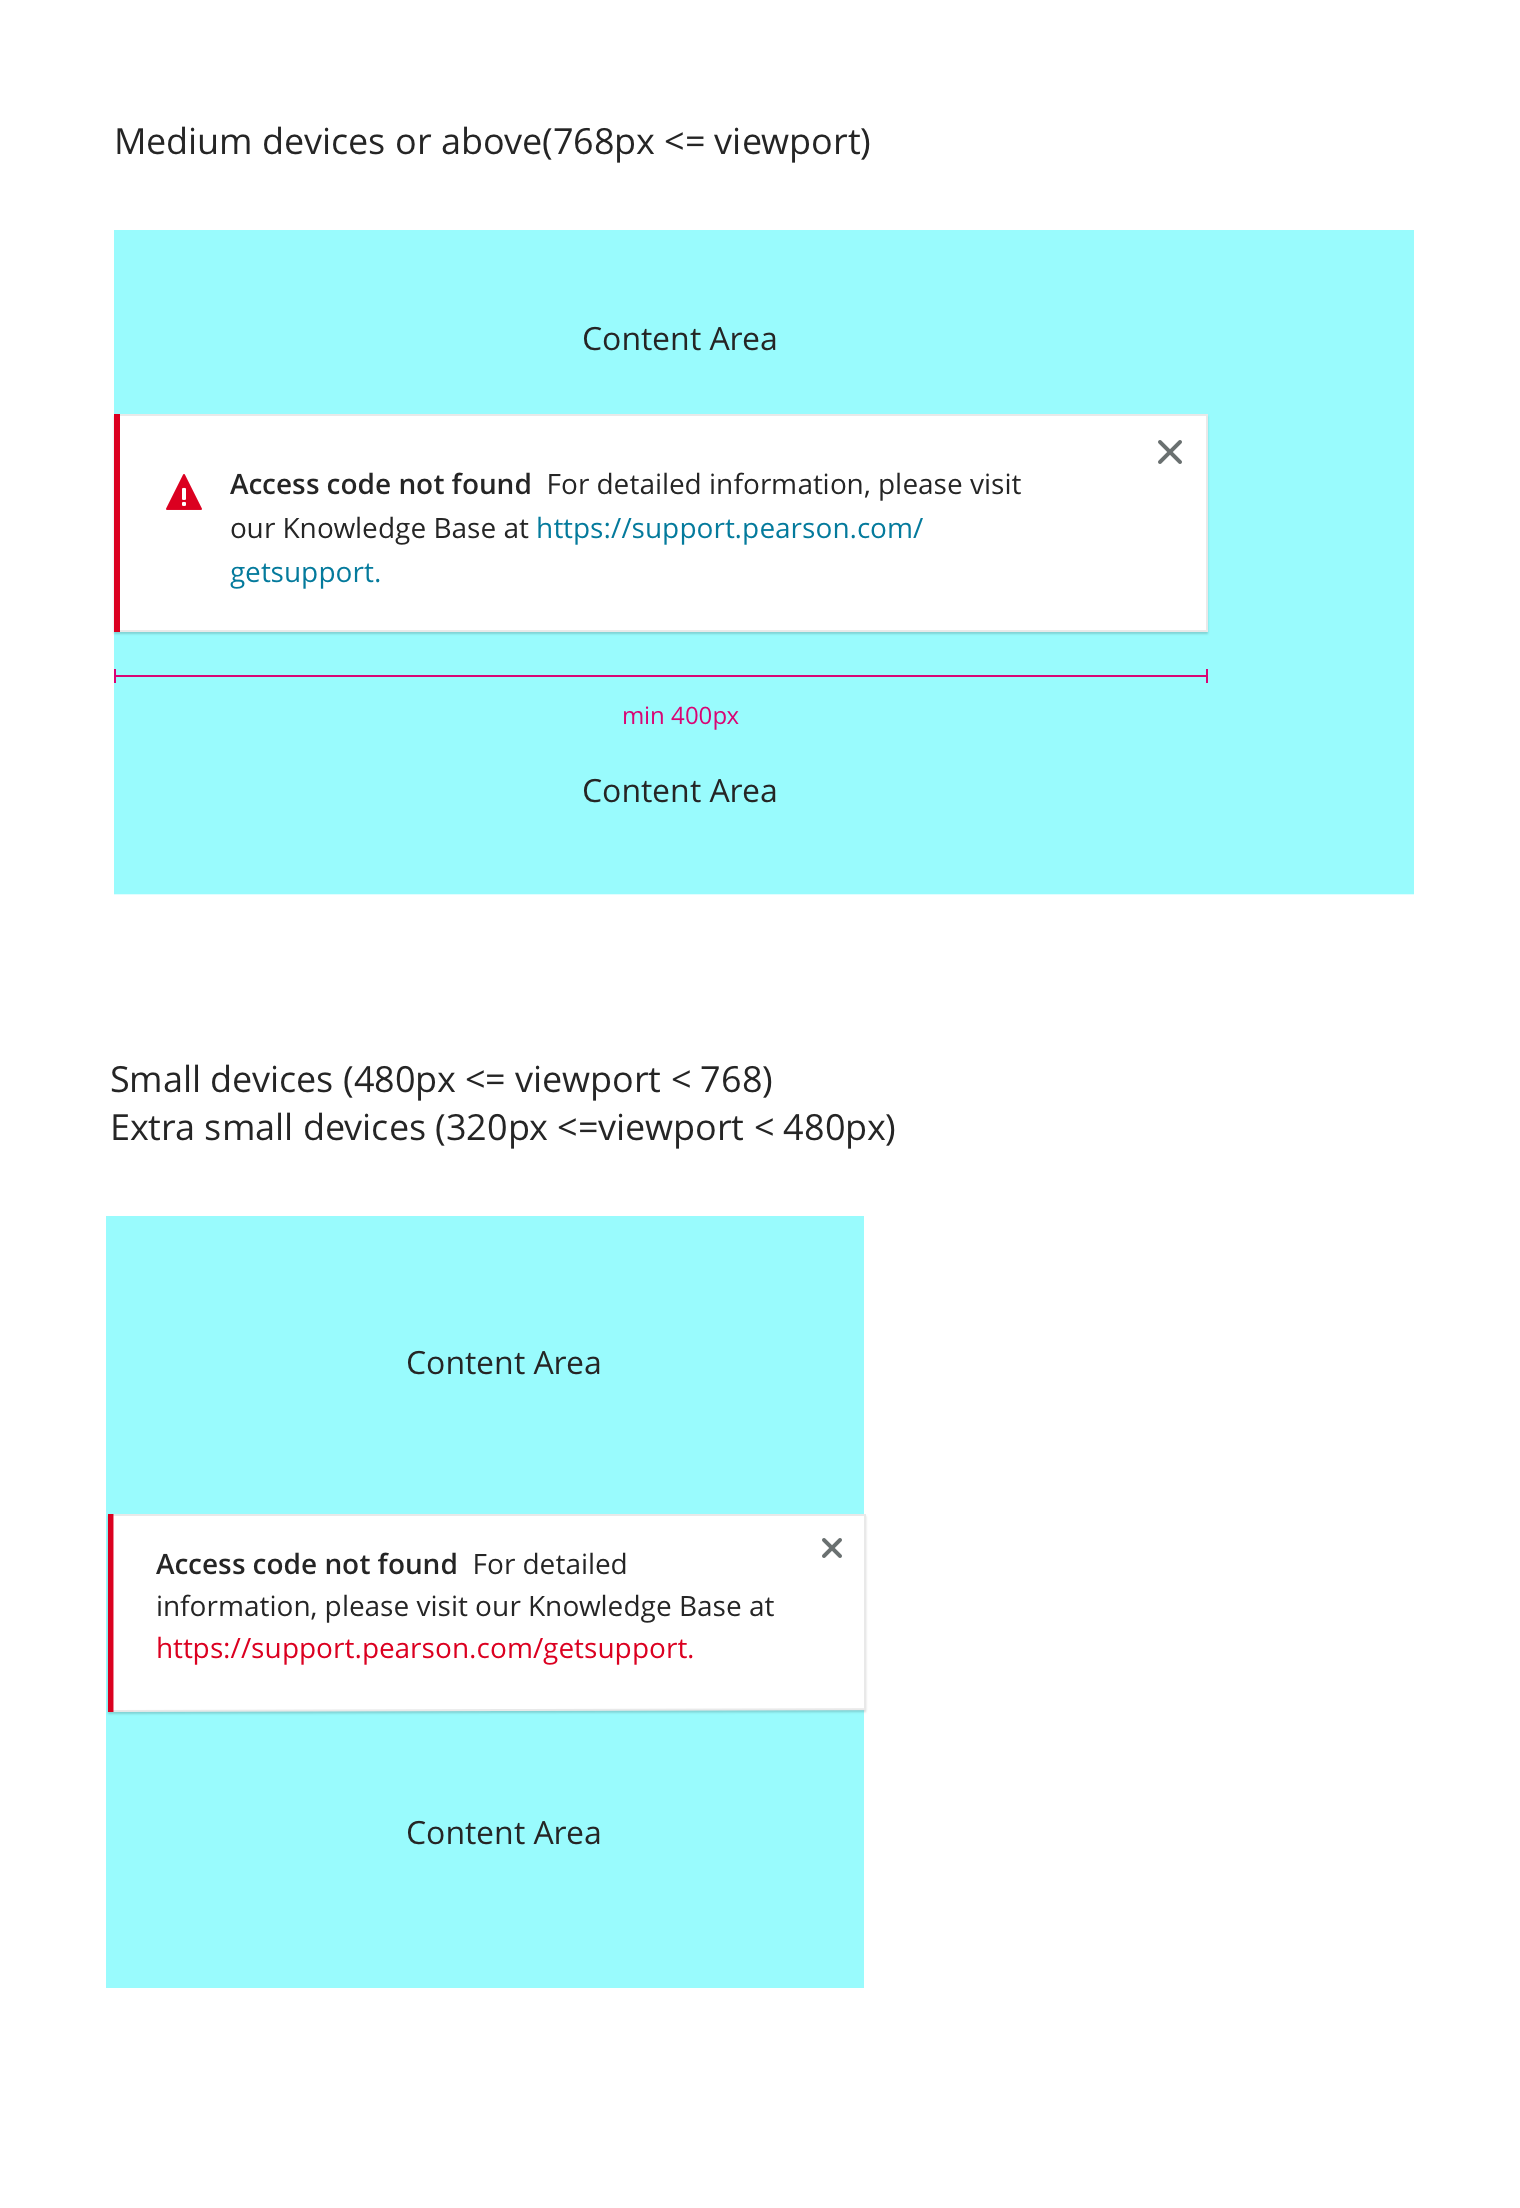 Medium devices or above(768px <= viewport)
Content Area
Access code not found  For detailed information, please visit
our Knowledge Base at https://support.pearson.com/
getsupport.
min 400px
Content Area
Small devices (480px <= viewport < 768)
Extra small devices (320px <=viewport < 480px)
Content Area
Access code not found  For detailed
information, please visit our Knowledge Base at
https://support.pearson.com/getsupport.
Content Area